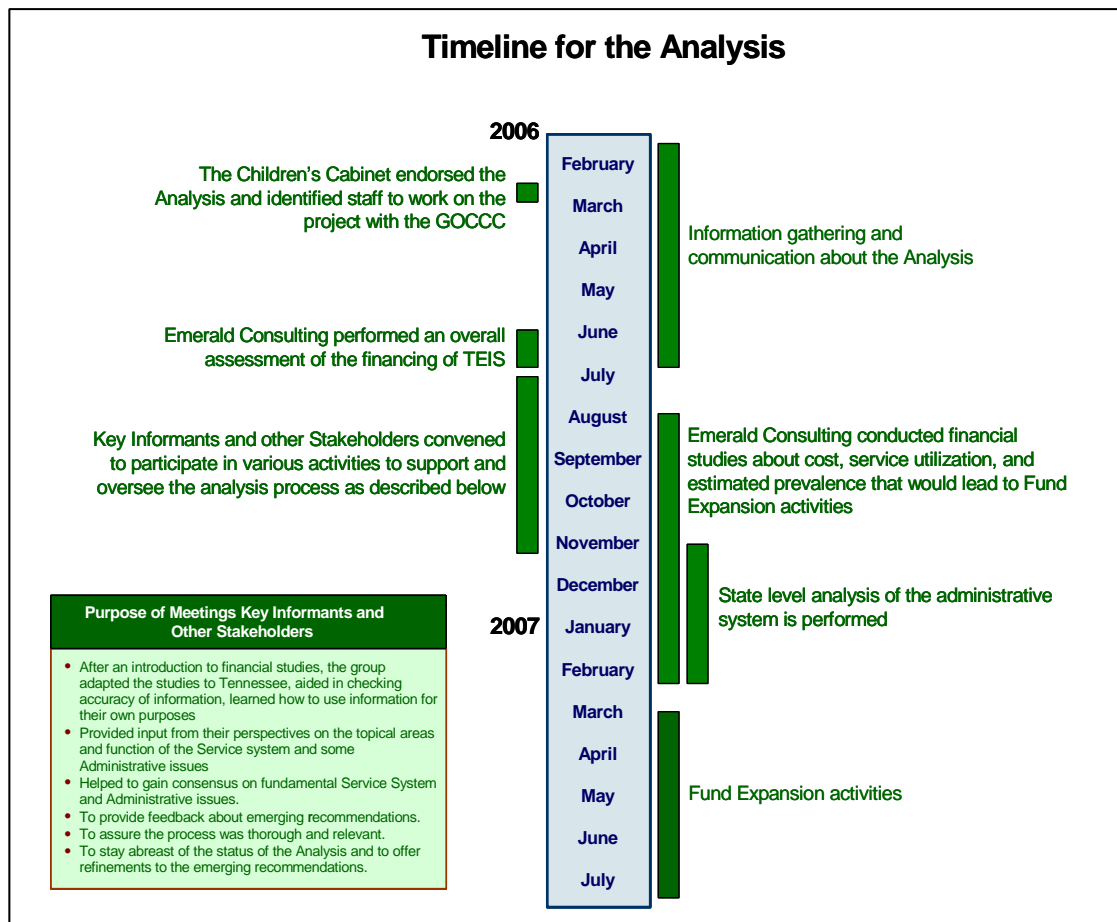 Timeline for the Analysis
2006
The Children's Cabinet endorsed the
Analysis and identified staff to work on the
project with the GOCCC
Emerald Consulting performed an overall
assessment of the financing of TEIS
Key Informants and other Stakeholders convened
to participate in various activities to support and
oversee the analysis process as described below
February
March
April
May
June
July
August
September
October
November
December
2007
January
February
March
April
May
June
July
Information gathering and
communication about the Analysis
Emerald Consulting conducted financial
studies about cost, service utilization, and
estimated prevalence that would lead to Fund
Expansion activities
State level analysis of the administrative
system is performed
Fund Expansion activities
Purpose of Meetings Key Informants and
Other Stakeholders
• After an introduction to financial studies, the group
adapted the studies to Tennessee, aided in checking
accuracy of information, learned how to use information for
their own purposes
• Provided input from their perspectives on the topical areas
and function of the Service system and some
Administrative issues
• Helped to gain consensus on fundamental Service System
and Administrative issues.
• To provide feedback about emerging recommendations.
• To assure the process was thorough and relevant.
• To stay abreast of the status of the Analysis and to offer
refinements to the emerging recommendations.